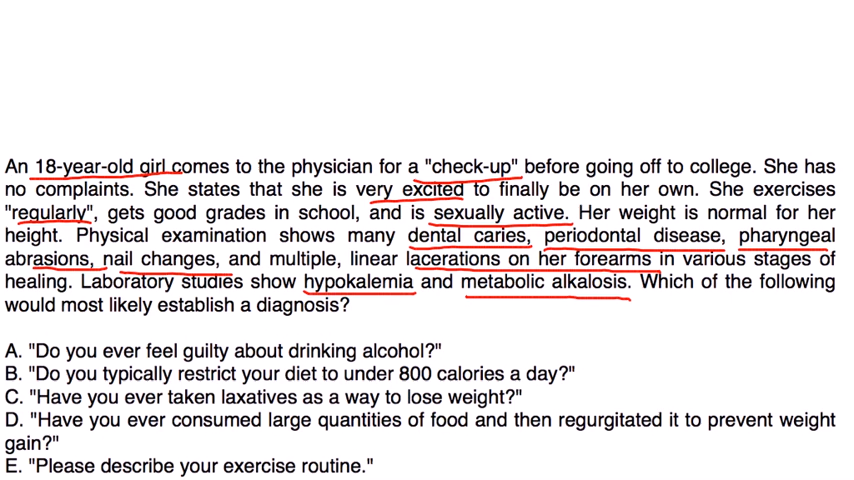 An 18-year-old girl comes to the physician for a "check-up" before going off to college. She has
no complaints. She states that she is very excited to finally be on her own. She exercises
"regularly", gets good grades in school, and is sexually active. Her weight is normal for her
height. Physical examination shows many dental caries, periodontal disease, pharyngeal
abrasions, nail changes, and multiple, linear lacerations on her forearms in various stages of
healing. Laboratory studies show hypokalemia and metabolic alkalosis. Which of the following
would most likely establish a diagnosis?
A. "Do you ever feel guilty about drinking alcohol?"
B. "Do you typically restrict your diet to under 800 calories a day?"
C. "Have you ever taken laxatives as a way to lose weight?"
D. "Have you ever consumed large quantities of food and then regurgitated it to prevent weight
gain?"
E. "Please describe your exercise routine."